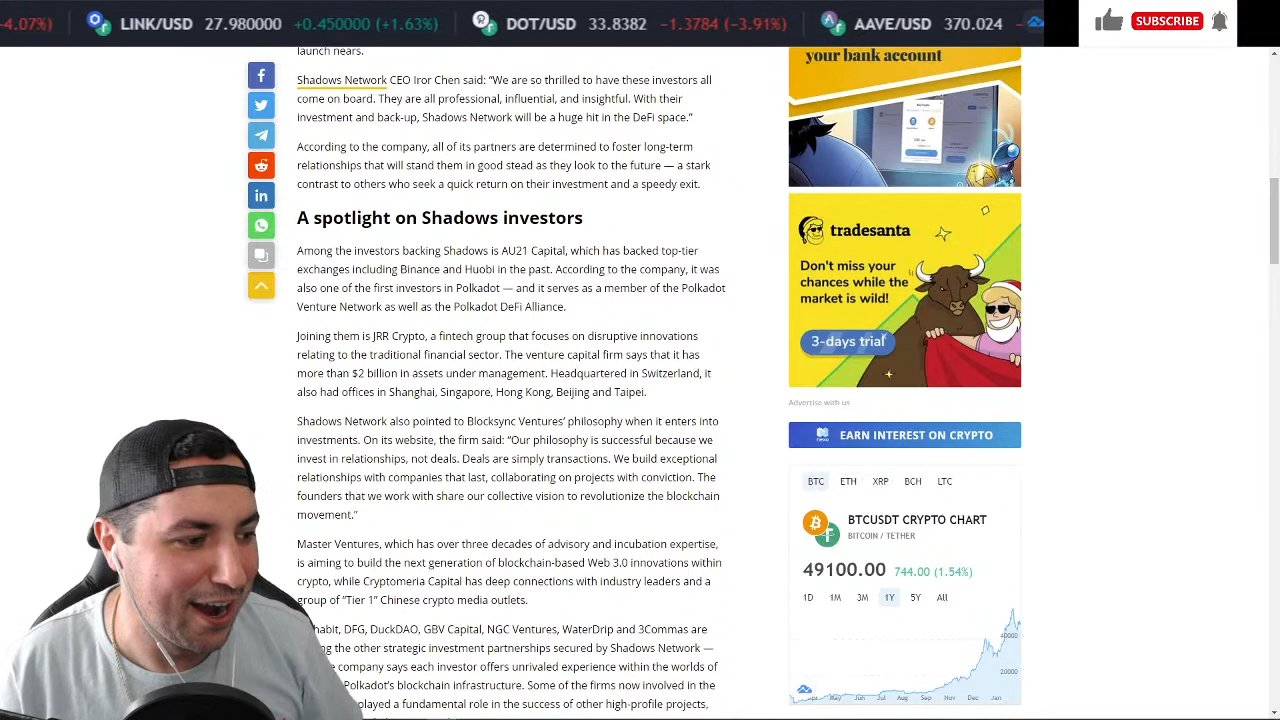 -4.07%)
LINK/USD 27.980000 +0.450000 (+1.63%)
DOT/USD 33.8382 -1.3784 (-3.91%)
AAVE/USD 370.024
SUBSCRIBE
launch nears.
Shadows Network CEO Iror Chen said: “We are so thrilled to have these investors all
come on board. They are all professional, influential, and insightful. With their
investment and back-up, Shadows Network will be a huge hit in the DeFi space.”
According to the company, all of its backers are determined to foster long-term
relationships that will stand them in good stead as they look to the future — a stark
contrast to others who seek a quick return on their investment and a speedy exit.
A spotlight on Shadows investors
Among the investors backing Shadows is AU21 Capital, which has backed top-tier
exchanges including Binance and Huobi in the past. According to the company, it was
also one of the first investors in Polkadot — and it serves as a member of the Polkadot
Venture Network as well as the Polkadot DeFi Alliance.
Joining them is JRR Crypto, a fintech group that focuses on disruptive innovations
relating to the traditional financial sector. The venture capital firm says that it has
more than $2 billion in assets under management. Headquartered in Switzerland, it
also had offices in Shanghai, Singapore, Hong Kong, Beijing and Taipei.
Shadows Network also pointed to Blocksync Ventures’ philosophy when it enters into
investments. On its website, the firm said: “Our philosophy is successful because we
invest in relationships, not deals. Deals are simply transactions. We build exceptional
relationships with companies that last, collaborating on projects with conviction. The
founders that we work with share our collective vision to revolutionize the blockchain
movement.”
Master Ventures, which has over three decades of advisory and incubation expertise,
is aiming to build the next generation of blockchain-based Web 3.0 innovations within
crypto, while Cryptomeria Capital has deep connections with industry leaders and a
group of “Tier 1” Chinese crypto media outlets.
DFG, DuckDAO, GBV Capital, NGC Ventures, WaterDrip and 3Commas are
the other strategic investment partnerships formed by Shadows Network —
company says each investor offers unrivaled experience within the worlds of
Polkadot's blockchain infrastructure. Some of the firms now involved in the
other high-profile projects,
your bank account
tradesanta
Don't miss your
chances while the
market is wild!
3-days trial
Advertise with us
EARN INTEREST ON CRYPTO
BTC ETH XRP BCH LTC
BTCUSDT CRYPTO CHART
BITCOIN / TETHER
49100.00 744.00 (1.54%)
1D 1M 3M 1Y 5Y All
40000
20000
Apr May Jun Jul Aug Sep Nov Dec Jan